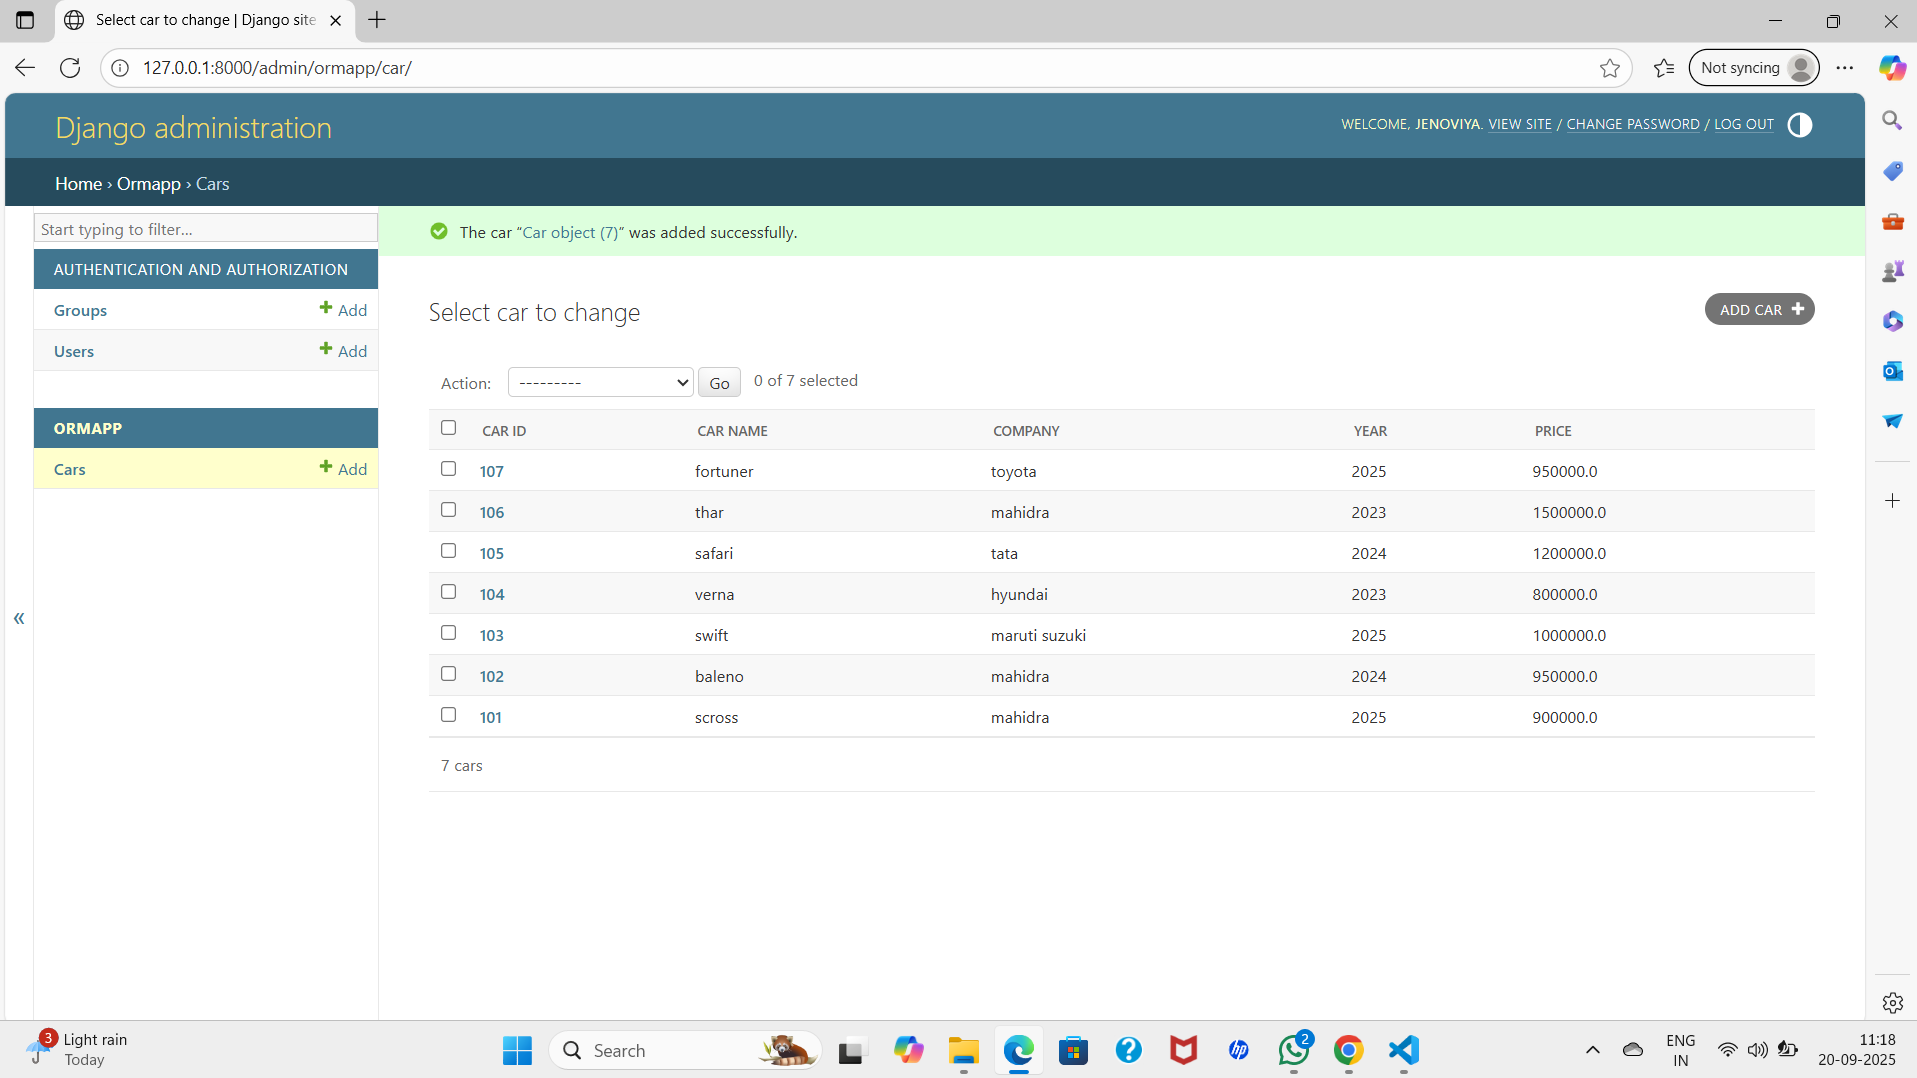 Select car to change | Django site
127.0.0.1:8000/admin/ormapp/car/
Not syncing
Django administration
WELCOME, JENOVIYA. VIEW SITE / CHANGE PASSWORD / LOG OUT
Home › Ormapp › Cars
Start typing to filter...
AUTHENTICATION AND AUTHORIZATION
Groups Add
Users Add
ORMAPP
Cars Add
«
The car “Car object (7)” was added successfully.
Select car to change
ADD CAR
Action: --------- Go 0 of 7 selected
CAR ID CAR NAME COMPANY YEAR PRICE
107 fortuner toyota 2025 950000.0
106 thar mahidra 2023 1500000.0
105 safari tata 2024 1200000.0
104 verna hyundai 2023 800000.0
103 swift maruti suzuki 2025 1000000.0
102 baleno mahidra 2024 950000.0
101 scross mahidra 2025 900000.0
7 cars
3
Light rain
Today
Search
hp
2
ENG
IN
11:18
20-09-2025